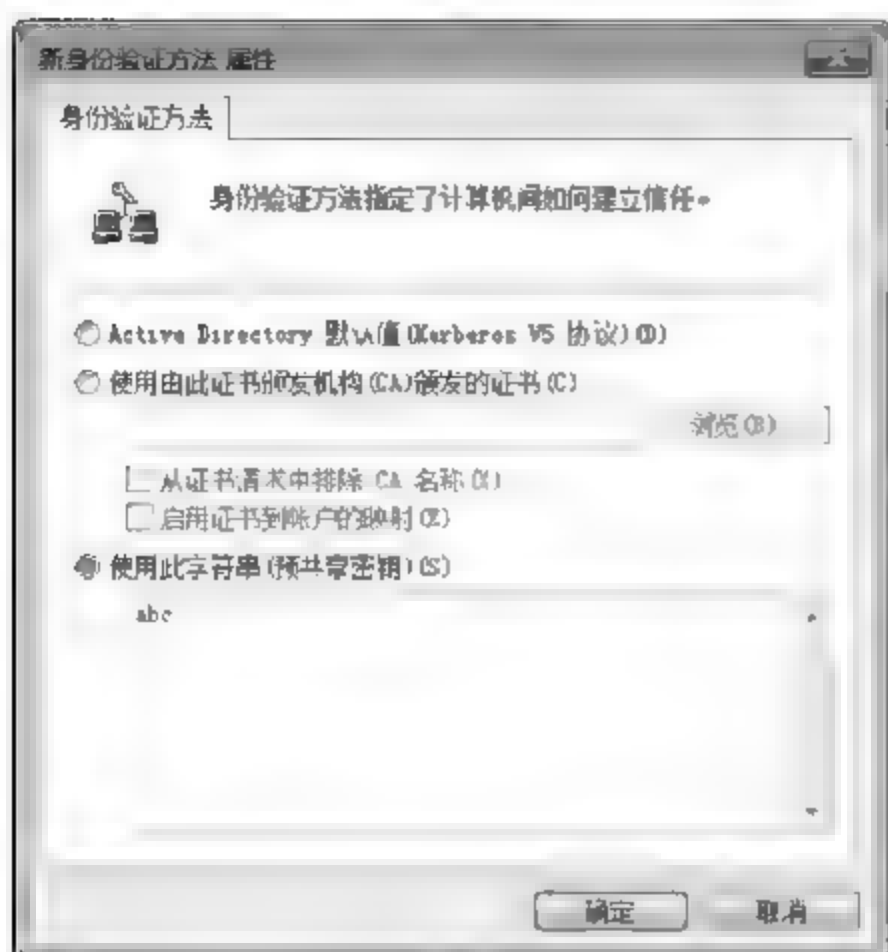 新身份验证方法 属性
身份验证方法
身份验证方法指定了计算机间如何建立信任。
Active Directory 默认值(Kerberos V5 协议)(D)
使用由此证书颁发机构(CA)颁发的证书(C)
浏览(B)
从证书请求中排除 CA 名称(X)
启用证书到帐户的映射(E)
使用此字符串(预共享密钥)(S)
abc
确定 取消